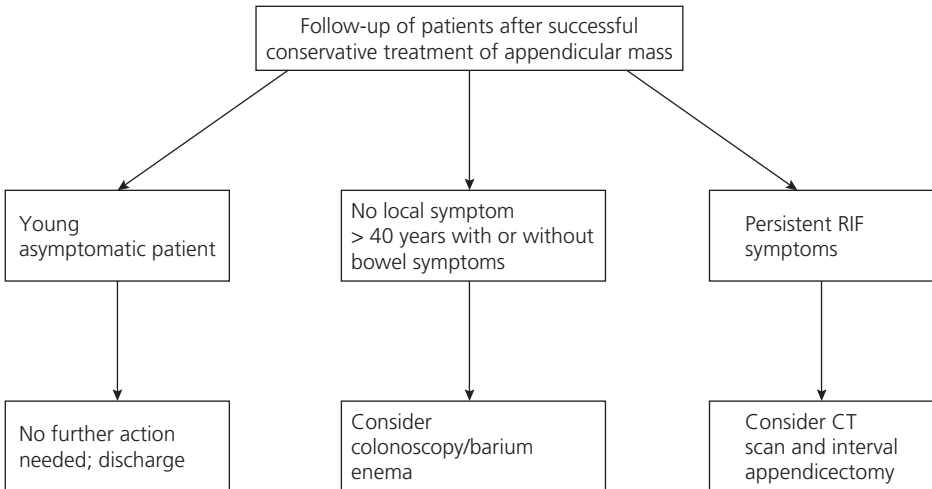 Follow-up of patients after successful
conservative treatment of appendicular mass
Young
asymptomatic patient
No local symptom
> 40 years with or without
bowel symptoms
Persistent RIF
symptoms
No further action
needed; discharge
Consider
colonoscopy/barium
enema
Consider CT
scan and interval
appendicectomy